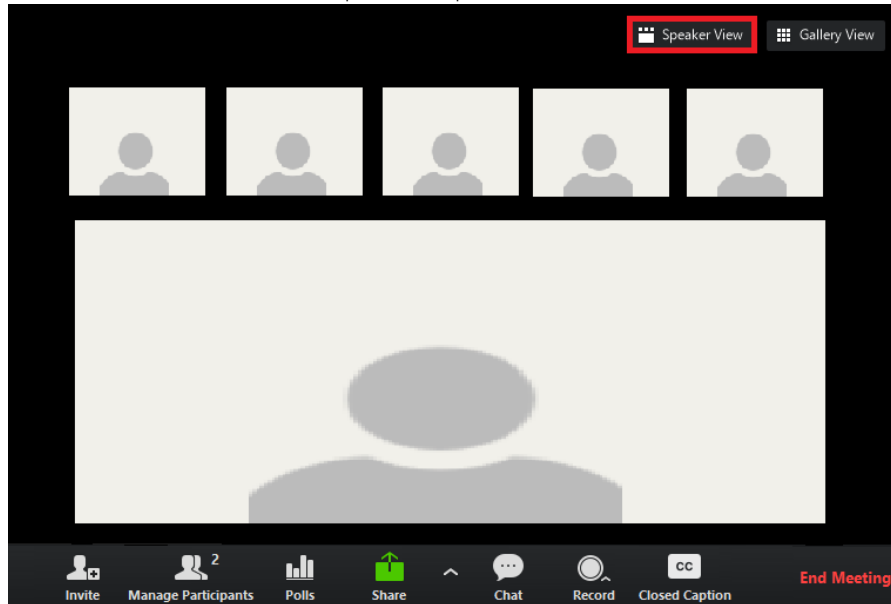 Speaker View
Gallery View
2
Invite
Manage Participants
Polls
Share
Chat
Record
CC
Closed Caption
End Meeting